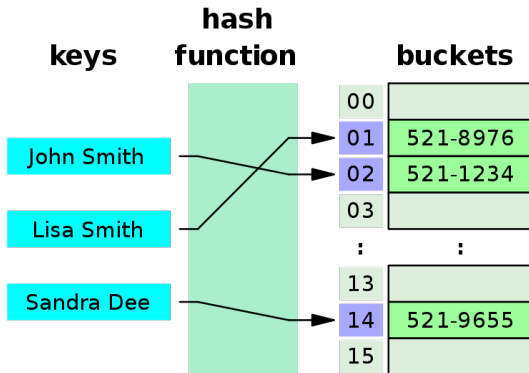 hash
keys function buckets
00
01 521-8976
John Smith
02 521-1234
03
Lisa Smith
: :
13
Sandra Dee
14 521-9655
15